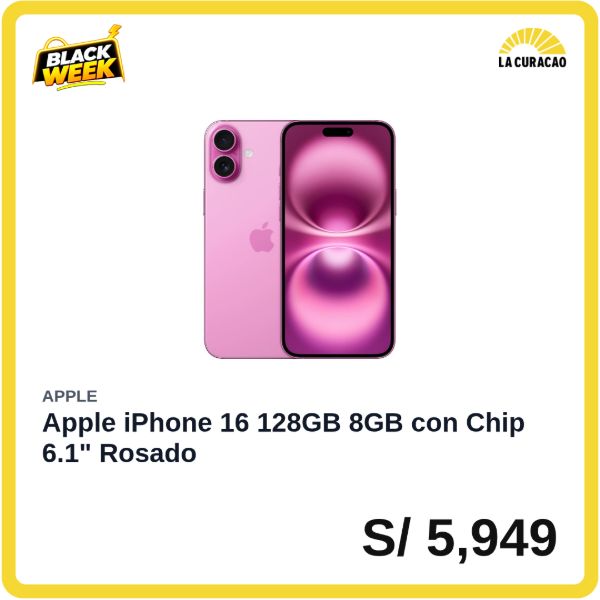 BLACK
WEEK
LA CURACAO
APPLE
Apple iPhone 16 128GB 8GB con Chip
6.1" Rosado
S/ 5,949